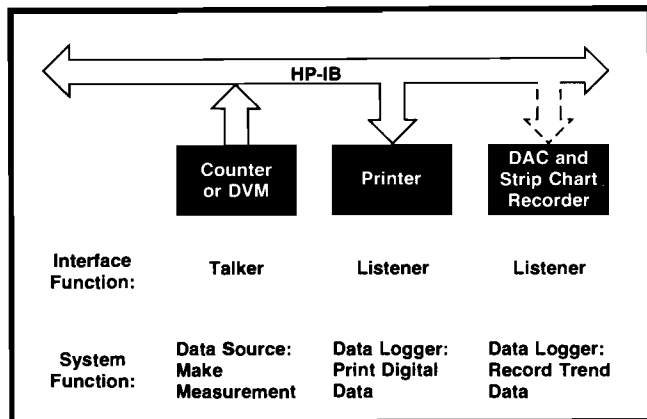 HP-IB
Counter
or DVM
Printer
DAC and
Strip Chart
Recorder
Interface
Function:
Talker
Listener
Listener
System
Function:
Data Source:
Make
Measurement
Data Logger:
Print Digital
Data
Data Logger:
Record Trend
Data